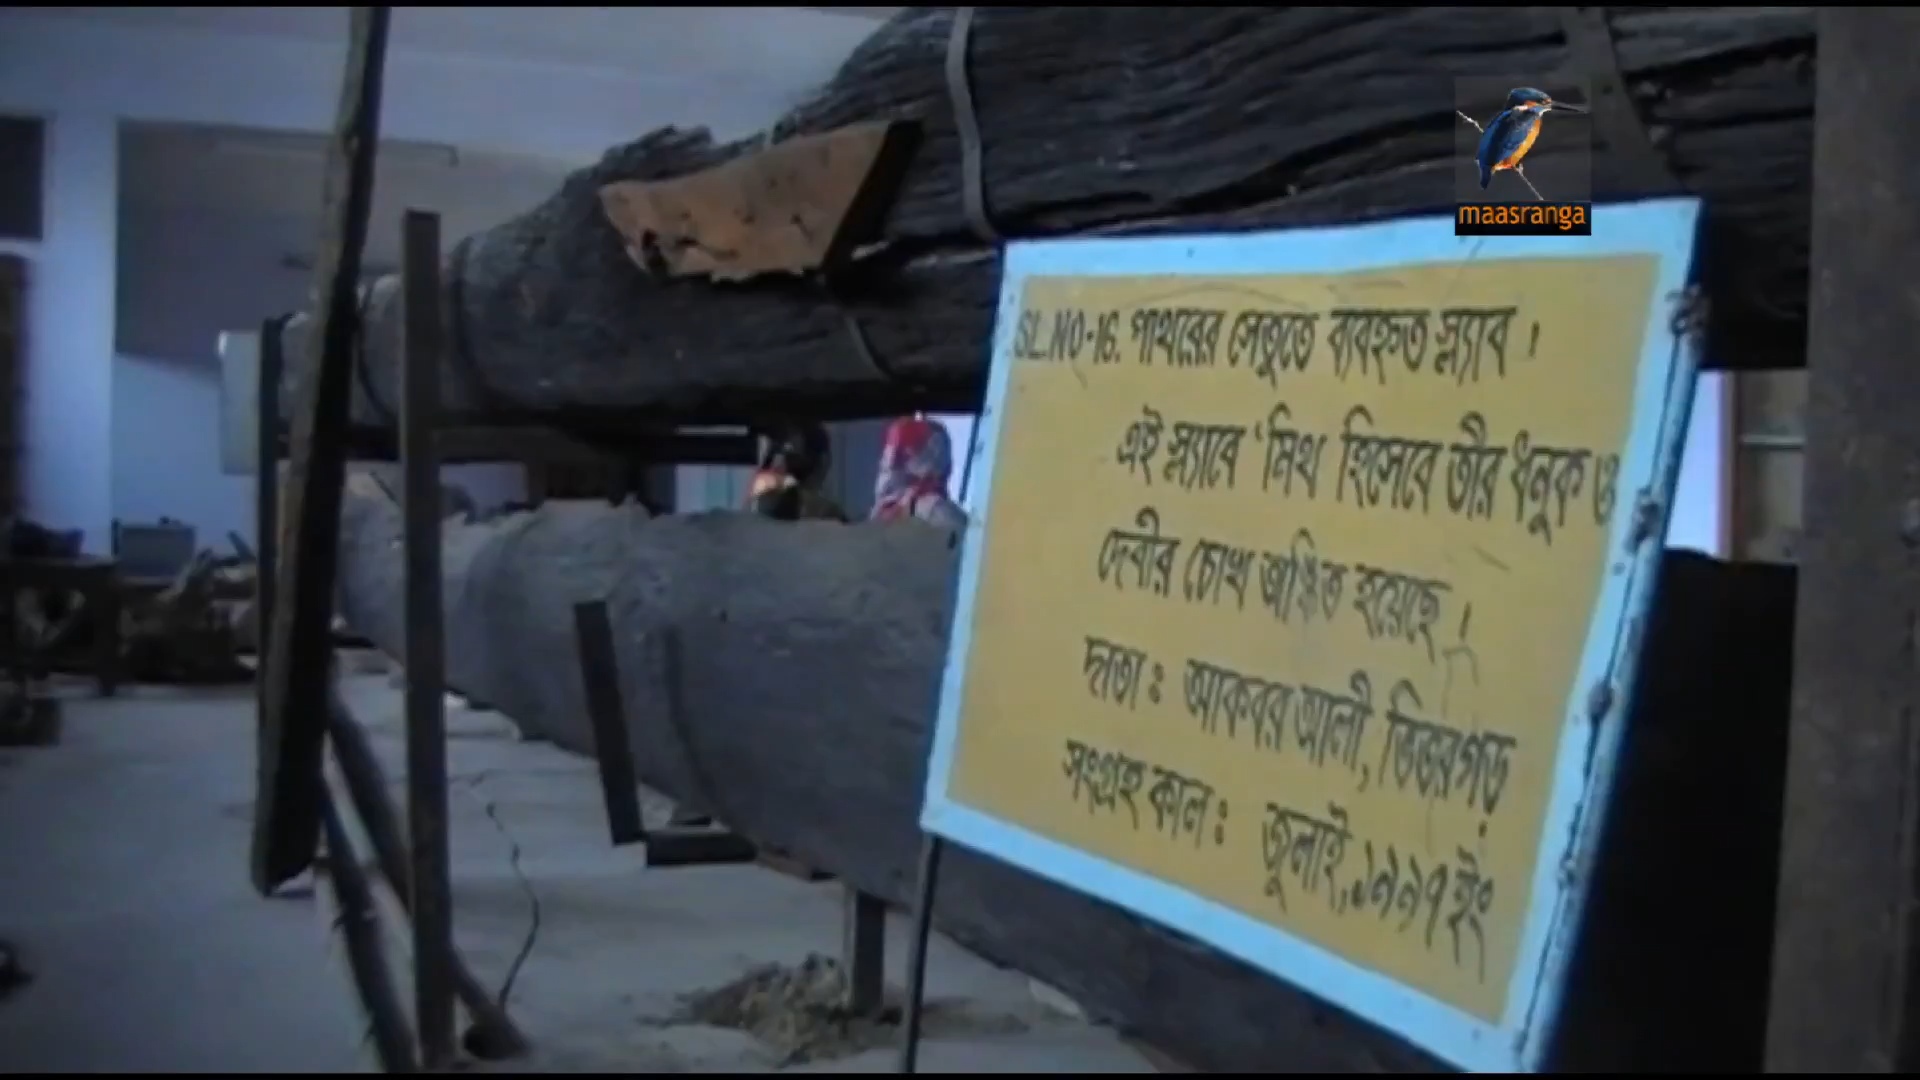 maasranga
SL.NO-16. পাথরের সেতুতে ব্যবহৃত স্ল্যাব ।
এই স্ল্যাবে ‘মিথ হিসেবে তীর ধনুক ও
দেবীর চোখ অঙ্কিত হয়েছে ।
দাতা : আকবর আলী, ভিতরগড়
সংগ্রহ কাল : জুলাই, ১৯৯৭ ইং